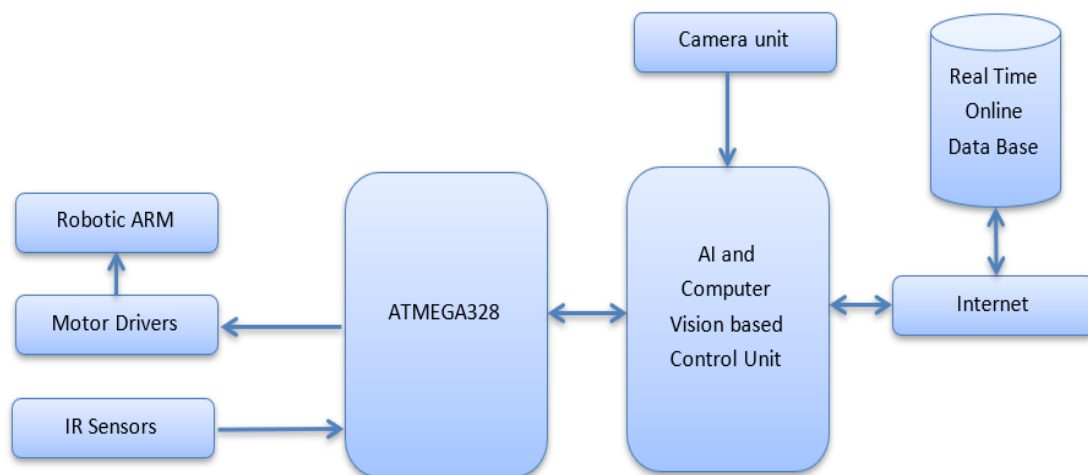 Camera unit
Real Time
Online
Data Base
Robotic ARM
Motor Drivers
IR Sensors
ATMEGA328
AI and
Computer
Vision based
Control Unit
Internet